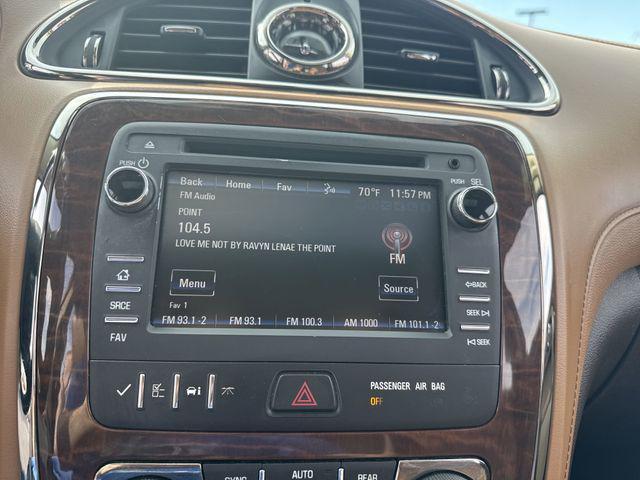 PUSH
SEL
PUSH
Back Home Fav 70°F 11:57 PM
FM Audio
POINT
104.5
LOVE ME NOT BY RAVYN LENAE THE POINT
FM
Menu
Source
Fav 1
FM 93.1 -2 FM 93.1 FM 100.3 AM 1000 FM 101.1 -2
SRCE
FAV
BACK
SEEK
SEEK
PASSENGER AIR BAG
OFF
SYNC
AUTO
REAR